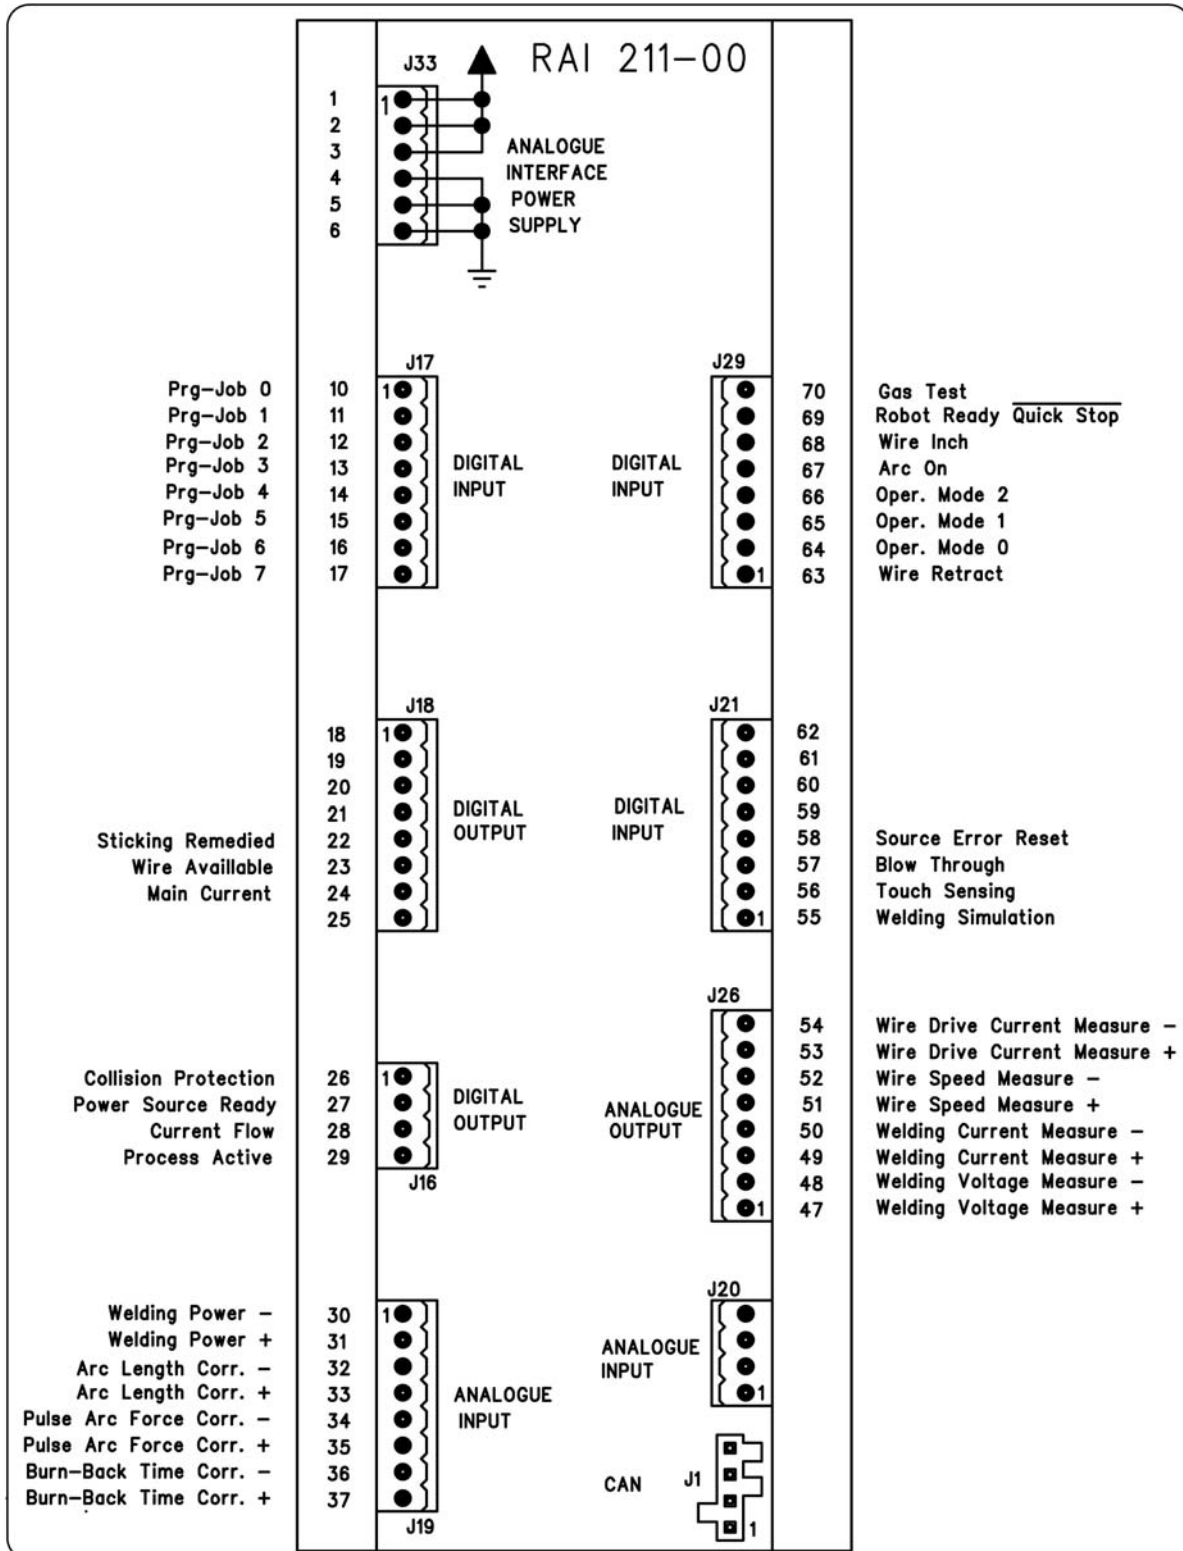 RAI 211-00
J33
1 1
2
3
4
5
6
ANALOGUE
INTERFACE
POWER
SUPPLY
J17
Prg-Job 0 10 1
Prg-Job 1 11
Prg-Job 2 12
Prg-Job 3 13
Prg-Job 4 14
Prg-Job 5 15
Prg-Job 6 16
Prg-Job 7 17
DIGITAL
INPUT
J29
70 Gas Test
69 Robot Ready Quick Stop
68 Wire Inch
67 Arc On
66 Oper. Mode 2
65 Oper. Mode 1
64 Oper. Mode 0
1 63 Wire Retract
DIGITAL
INPUT
J18
18 1
19
20
21
Sticking Remedied 22
Wire Availlable 23
Main Current 24
25
DIGITAL
OUTPUT
J21
62
61
60
59
58 Source Error Reset
57 Blow Through
56 Touch Sensing
1 55 Welding Simulation
DIGITAL
INPUT
Collision Protection 26 1
Power Source Ready 27
Current Flow 28
Process Active 29
J16
DIGITAL
OUTPUT
J26
54 Wire Drive Current Measure -
53 Wire Drive Current Measure +
52 Wire Speed Measure -
51 Wire Speed Measure +
50 Welding Current Measure -
49 Welding Current Measure +
48 Welding Voltage Measure -
1 47 Welding Voltage Measure +
ANALOGUE
OUTPUT
Welding Power - 30 1
Welding Power + 31
Arc Length Corr. - 32
Arc Length Corr. + 33
Pulse Arc Force Corr. - 34
Pulse Arc Force Corr. + 35
Burn-Back Time Corr. - 36
Burn-Back Time Corr. + 37
J19
ANALOGUE
INPUT
J20
ANALOGUE
INPUT
1
CAN
J1
1